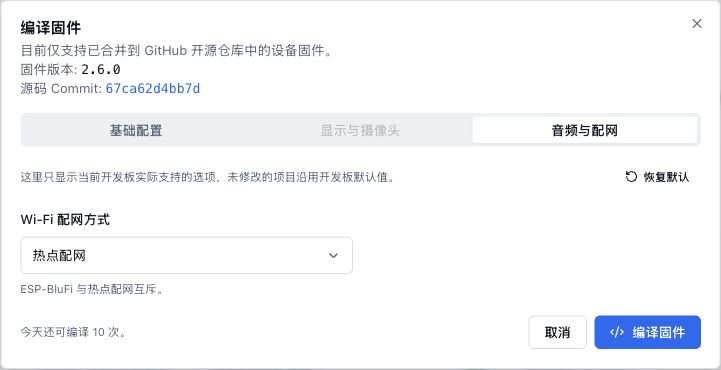 编译固件
目前仅支持已合并到 GitHub 开源仓库中的设备固件。
固件版本: 2.6.0
源码 Commit: 67ca62d4bb7d
基础配置
显示与摄像头
音频与配网
这里只显示当前开发板实际支持的选项，未修改的项目沿用开发板默认值。
恢复默认
Wi-Fi 配网方式
热点配网
ESP-BluFi 与热点配网互斥。
今天还可编译 10 次。
取消
</> 编译固件